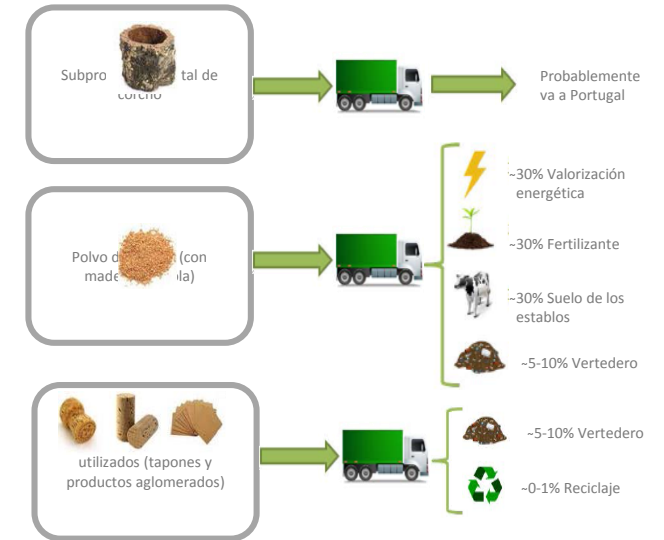 Subpro tal de
corcho
Probablemente
va a Portugal
~30% Valorización
energética
~30% Fertilizante
Polvo d (con
made la)
~30% Suelo de los
establos
~5-10% Vertedero
~5-10% Vertedero
utilizados (tapones y
productos aglomerados)
~0-1% Reciclaje